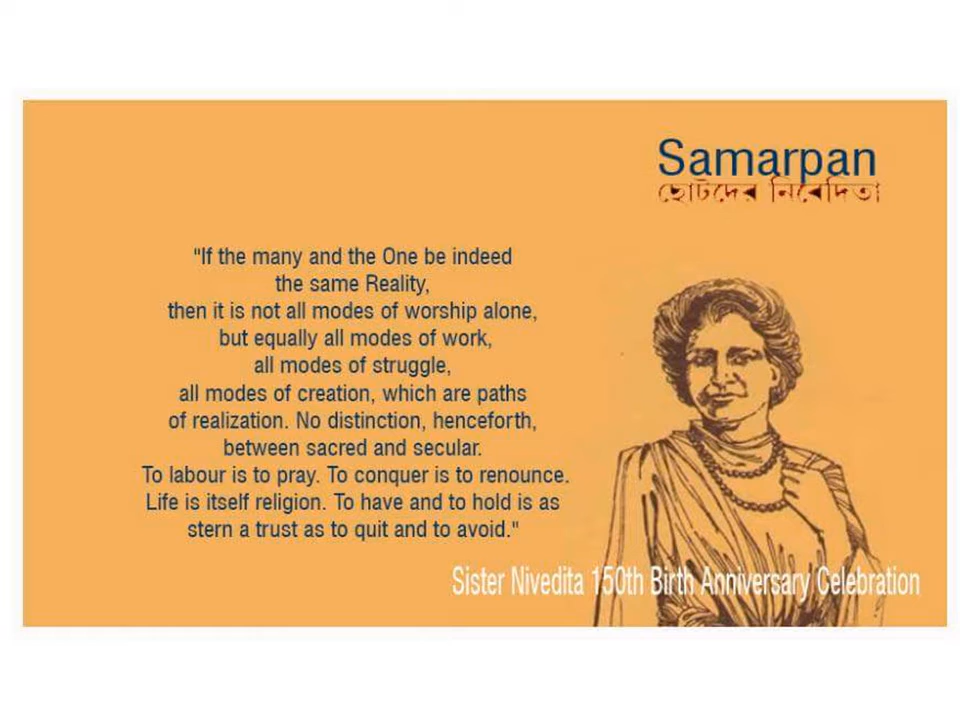 Samarpan
ছোটদের নিবেদিতা
"If the many and the One be indeed
the same Reality,
then it is not all modes of worship alone,
but equally all modes of work,
all modes of struggle,
all modes of creation, which are paths
of realization. No distinction, henceforth,
between sacred and secular.
To labour is to pray. To conquer is to renounce.
Life is itself religion. To have and to hold is as
stern a trust as to quit and to avoid."
Sister Nivedita 150th Birth Anniversary Celebration